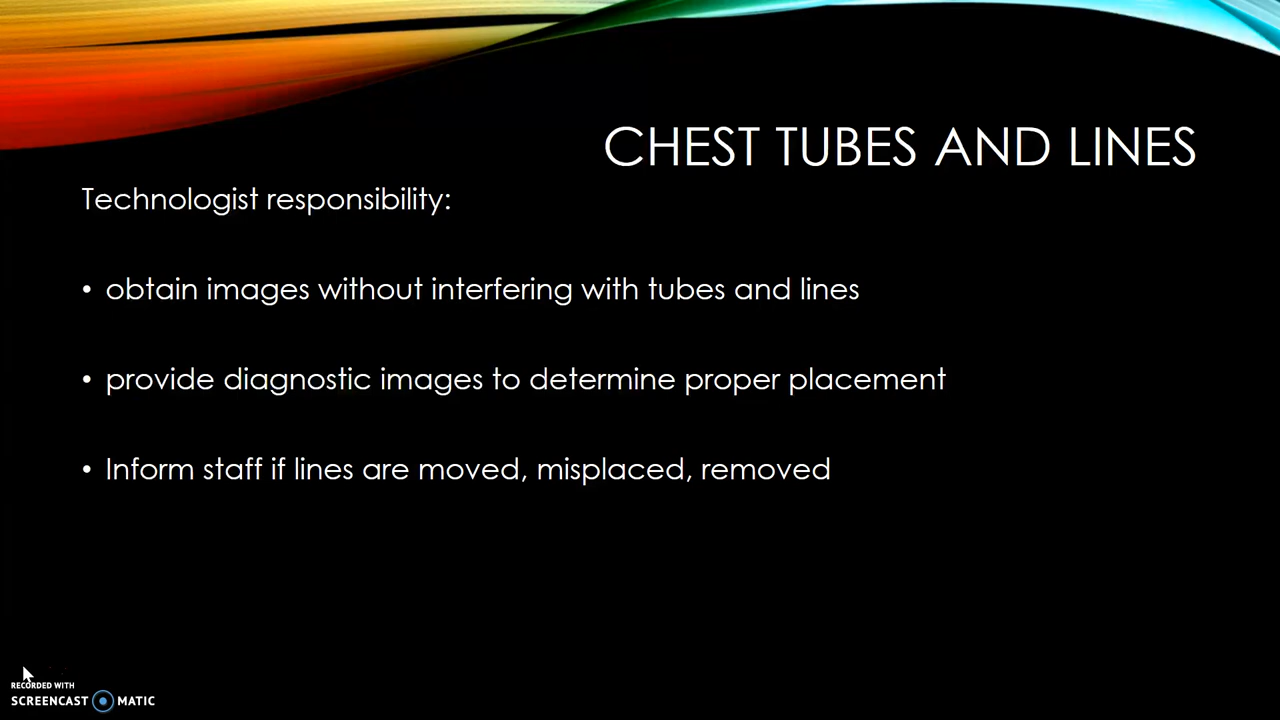 CHEST TUBES AND LINES
Technologist responsibility:
• obtain images without interfering with tubes and lines
• provide diagnostic images to determine proper placement
• Inform staff if lines are moved, misplaced, removed
RECORDED WITH
SCREENCAST MATIC